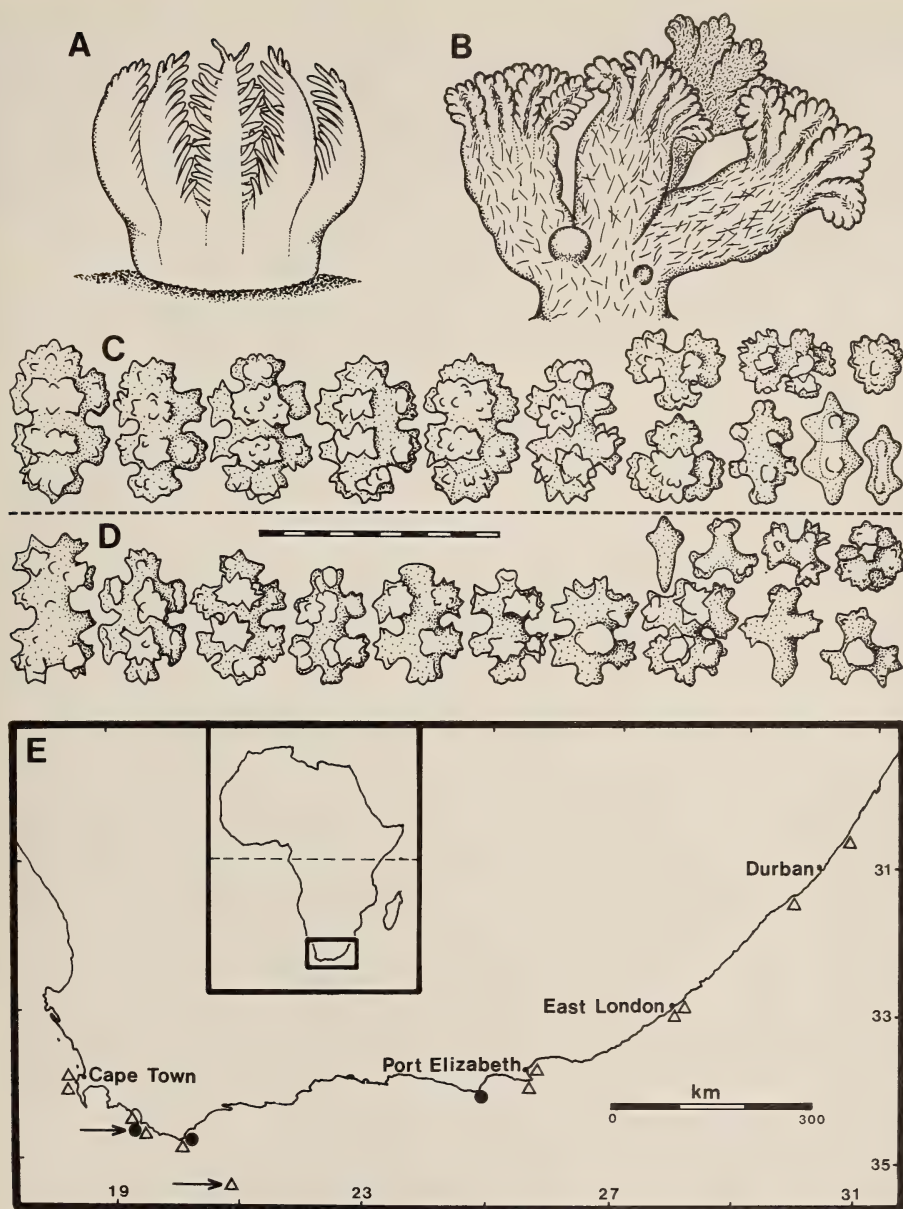 A
B
C
D
E
Durban
31
East London
33
Port Elizabeth
Cape Town
km
0 300
35
19 23 27 31